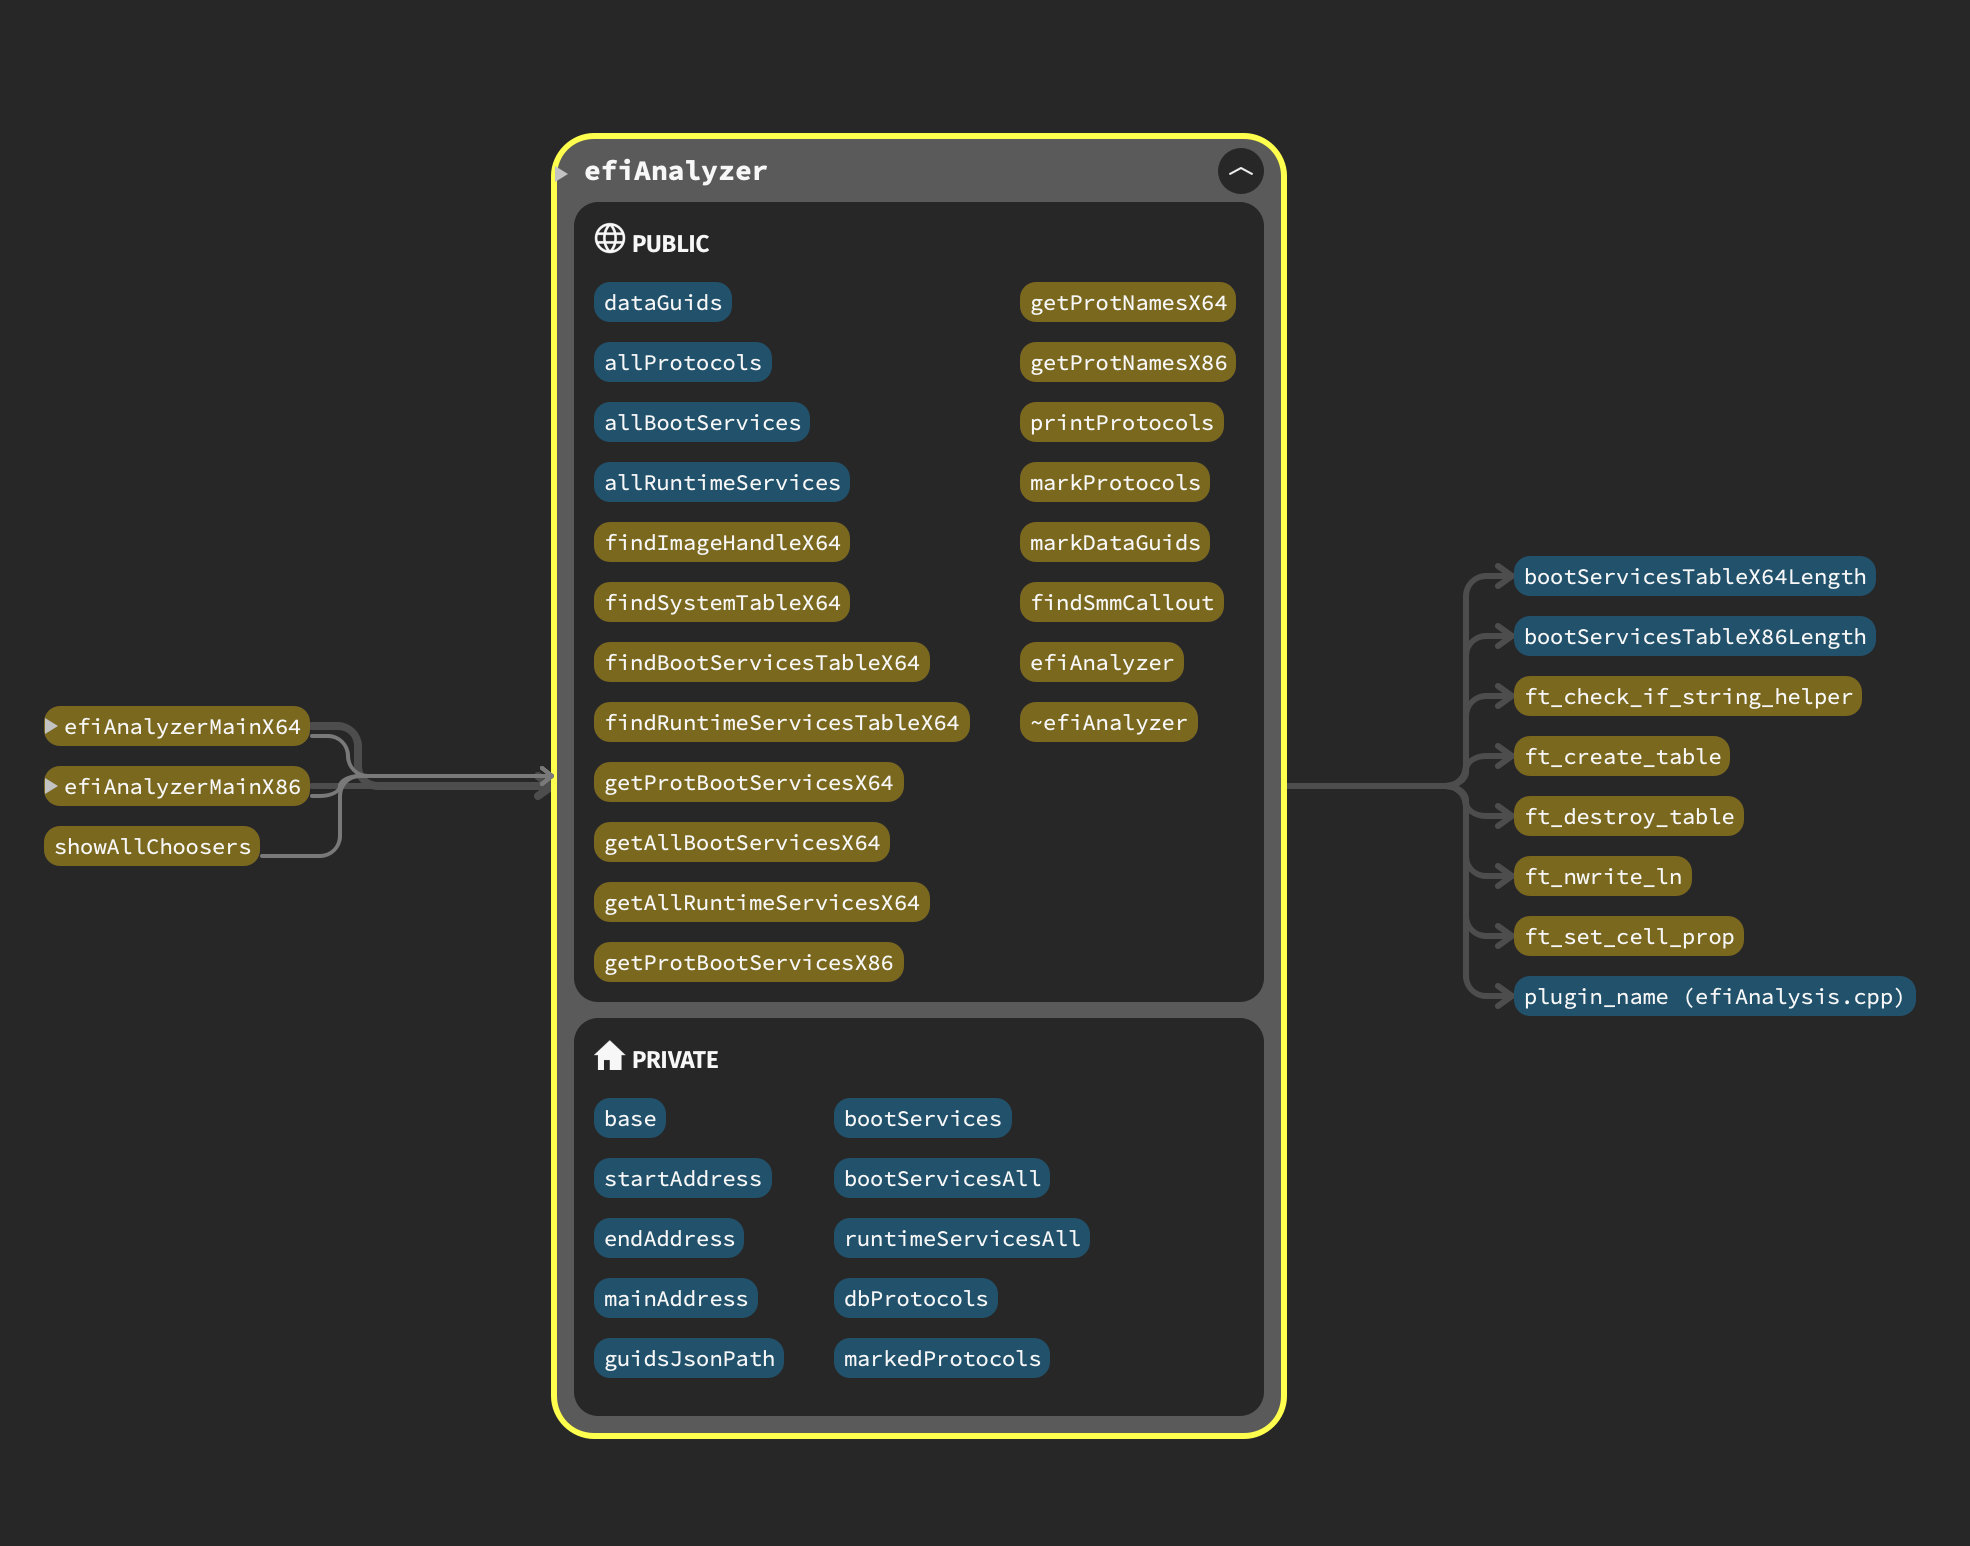 efiAnalyzerMainX64
efiAnalyzerMainX86
showAllChoosers
efiAnalyzer
PUBLIC
dataGuids
allProtocols
allBootServices
allRuntimeServices
findImageHandleX64
findSystemTableX64
findBootServicesTableX64
findRuntimeServicesTableX64
getProtBootServicesX64
getAllBootServicesX64
getAllRuntimeServicesX64
getProtBootServicesX86
getProtNamesX64
getProtNamesX86
printProtocols
markProtocols
markDataGuids
findSmmCallout
efiAnalyzer
~efiAnalyzer
PRIVATE
base
startAddress
endAddress
mainAddress
guidsJsonPath
bootServices
bootServicesAll
runtimeServicesAll
dbProtocols
markedProtocols
bootServicesTableX64Length
bootServicesTableX86Length
ft_check_if_string_helper
ft_create_table
ft_destroy_table
ft_nwrite_ln
ft_set_cell_prop
plugin_name (efiAnalysis.cpp)